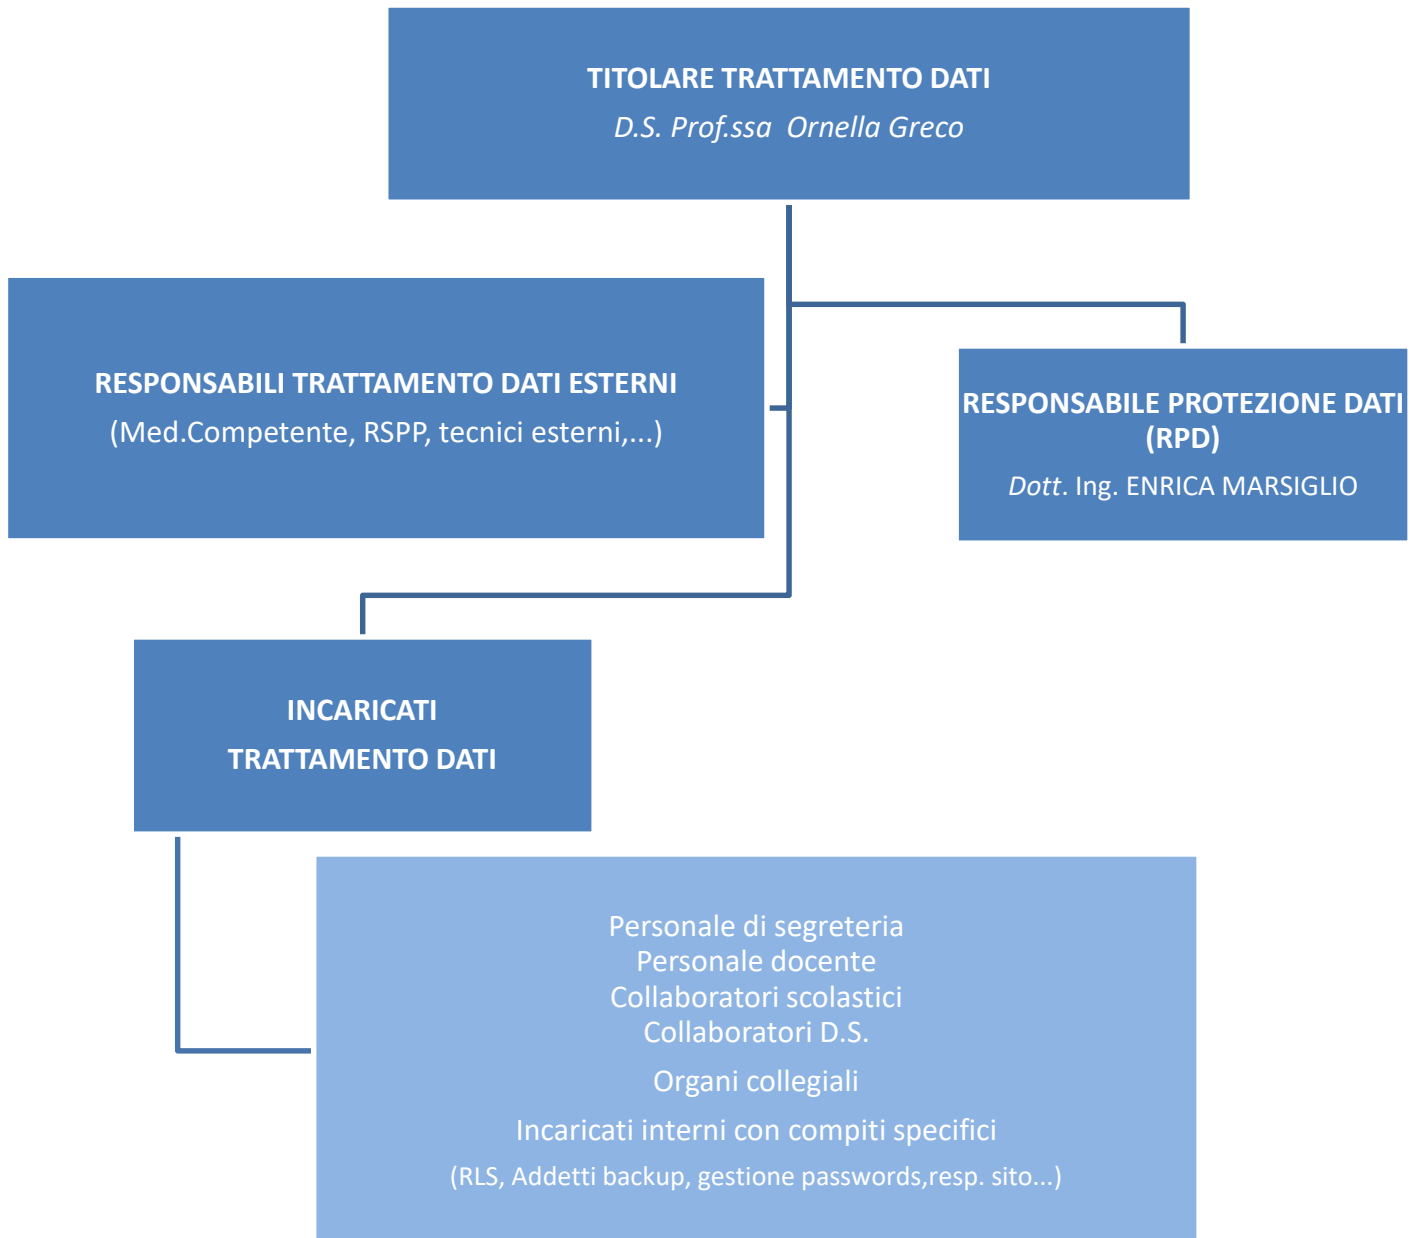 TITOLARE TRATTAMENTO DATI
D.S. Prof.ssa  Ornella Greco
RESPONSABILI TRATTAMENTO DATI ESTERNI
(Med.Competente, RSPP, tecnici esterni,...)
RESPONSABILE PROTEZIONE DATI
(RPD)
Dott. Ing. ENRICA MARSIGLIO
INCARICATI
TRATTAMENTO DATI
Personale di segreteria
Personale docente
Collaboratori scolastici
Collaboratori D.S.
Organi collegiali
Incaricati interni con compiti specifici
(RLS, Addetti backup, gestione passwords,resp. sito...)